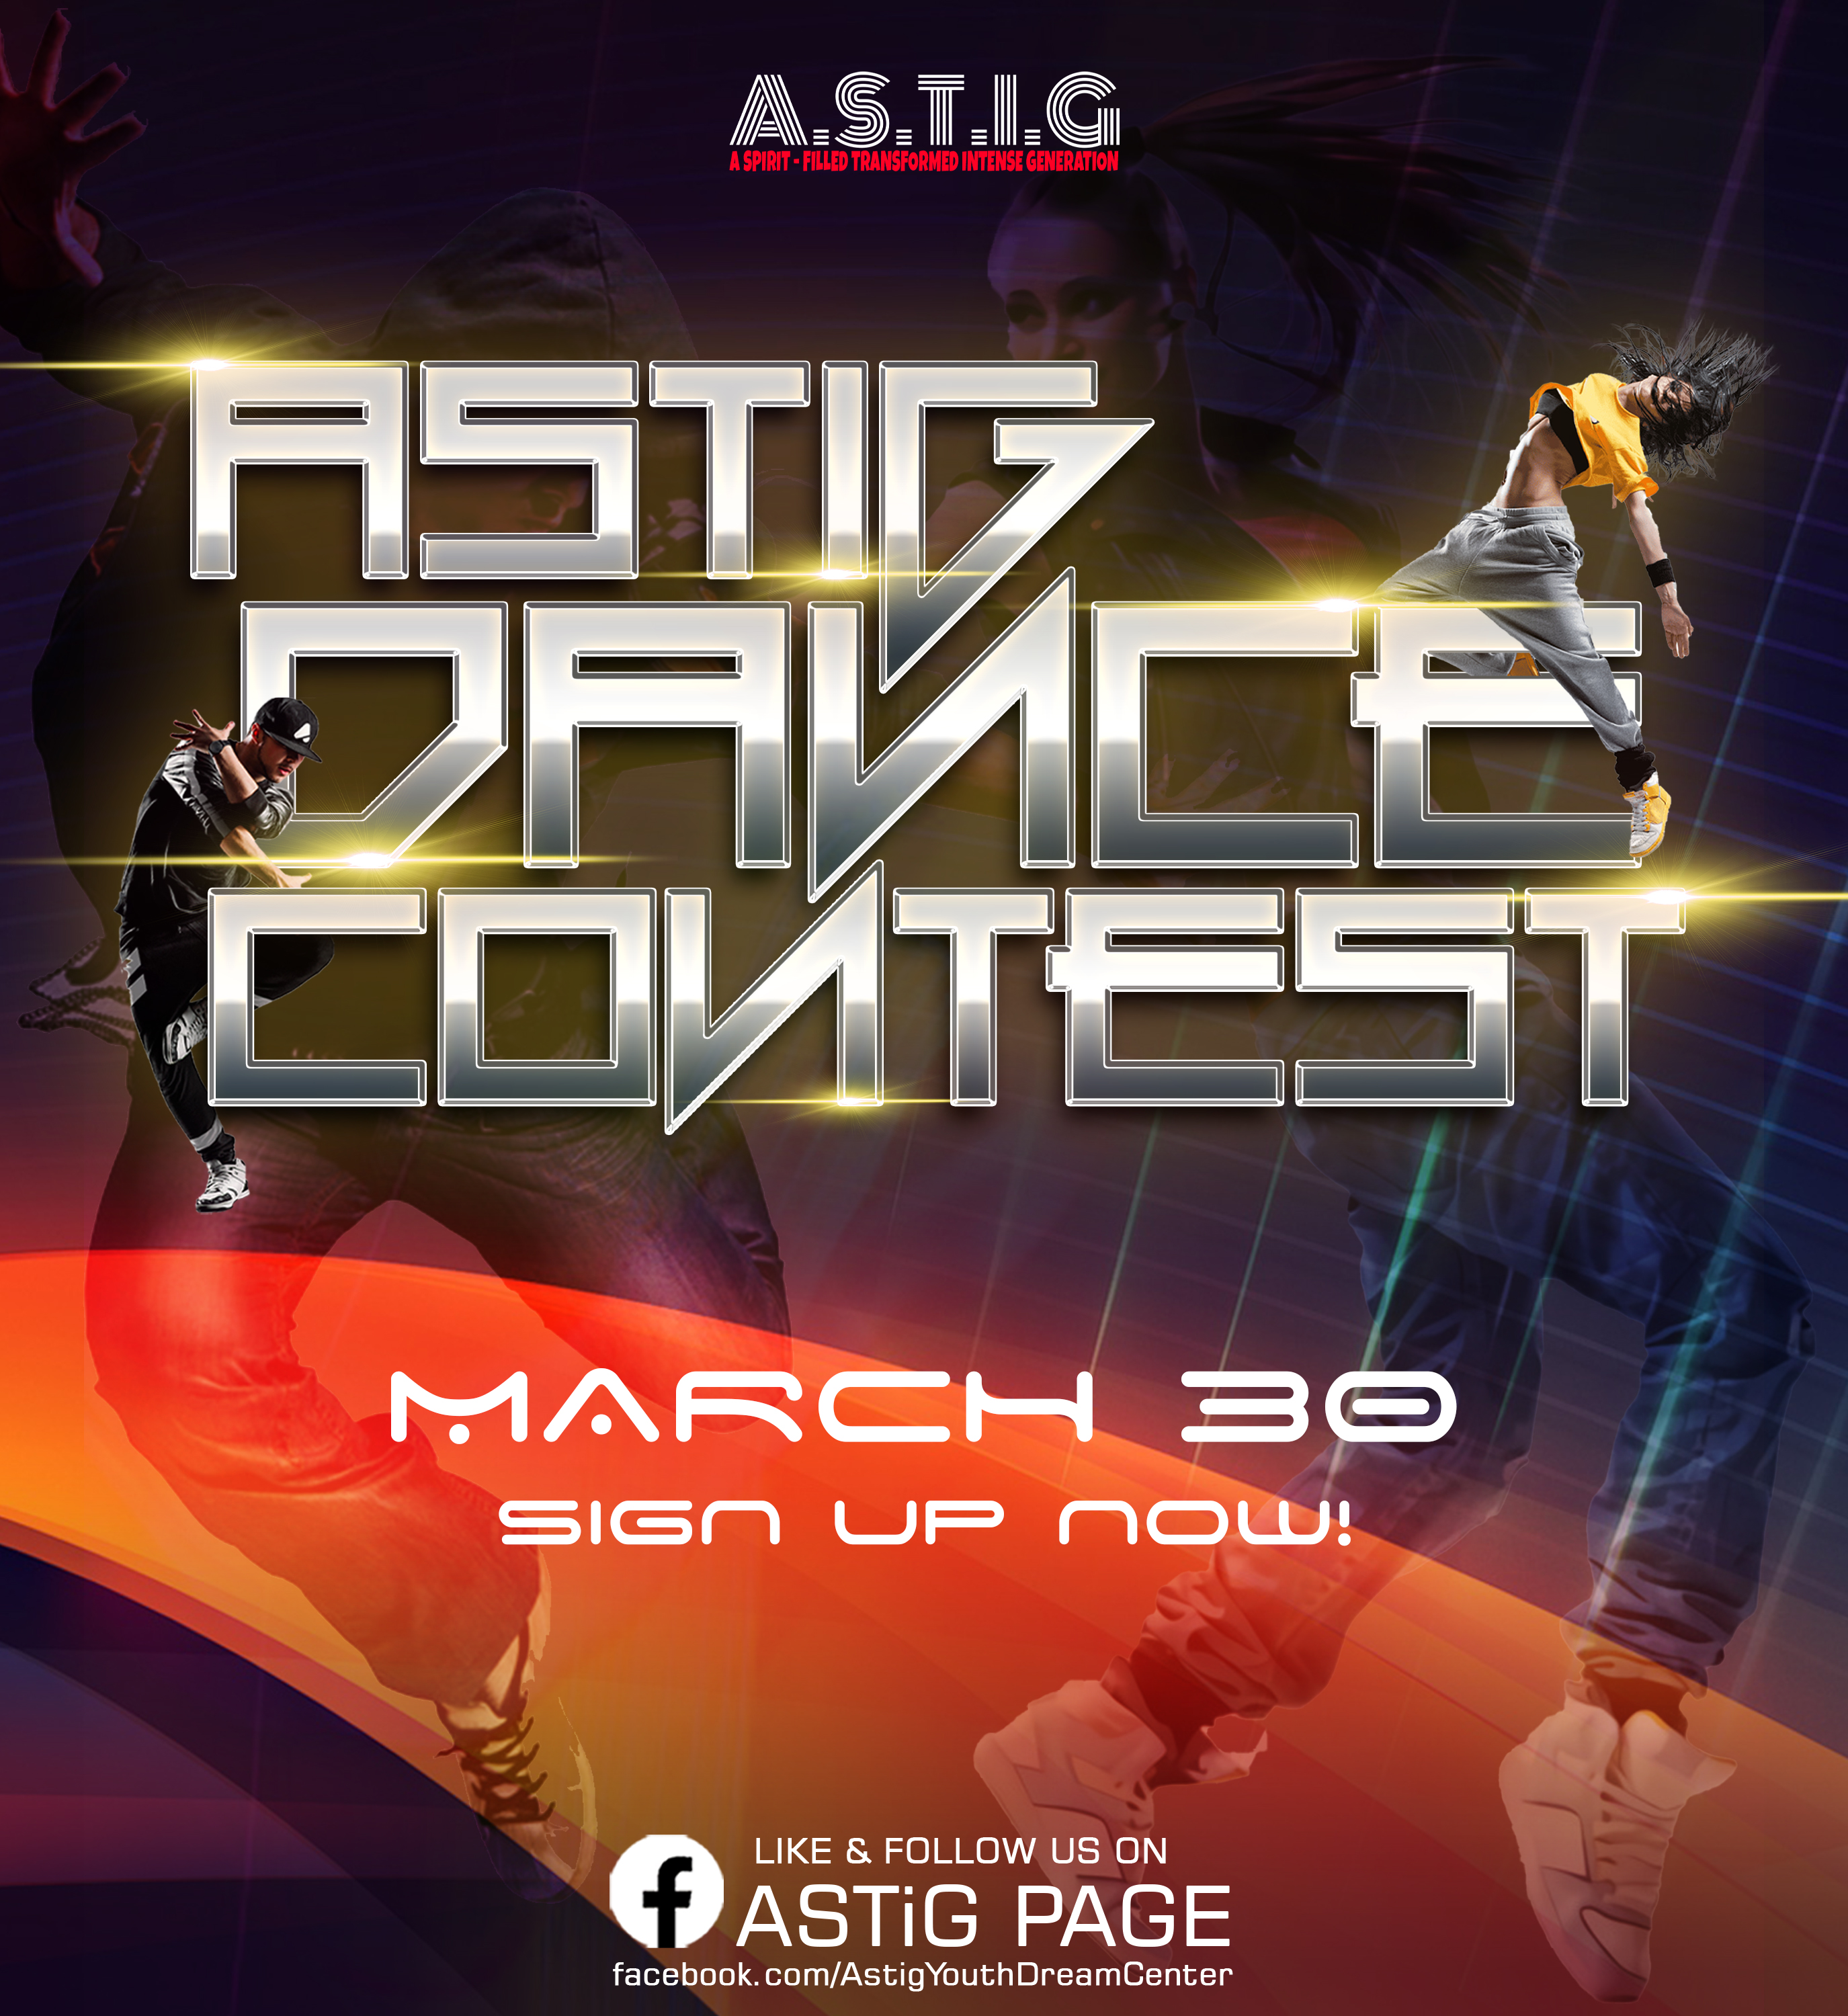 A.S.T.I.G
A SPIRIT - FILLED TRANSFORMED INTENSE GENERATION
ASTIG
DANCE
CONTEST
MARCH 30
SIGN UP NOW!
LIKE & FOLLOW US ON
f ASTiG PAGE
facebook.com/AstigYouthDreamCenter